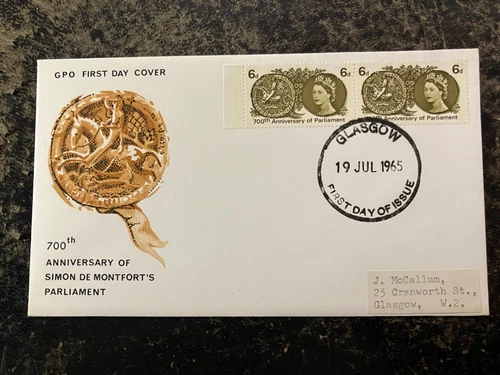 GPO FIRST DAY COVER
6d 6d 6d 6d
700th Anniversary of Parliament Anniversary of Parliament
GLASGOW
19 JUL 1965
FIRST DAY OF ISSUE
700th
ANNIVERSARY OF
SIMON DE MONTFORT'S
PARLIAMENT
J. McCallum,
23 Cranworth St.,
Glasgow, W.2.